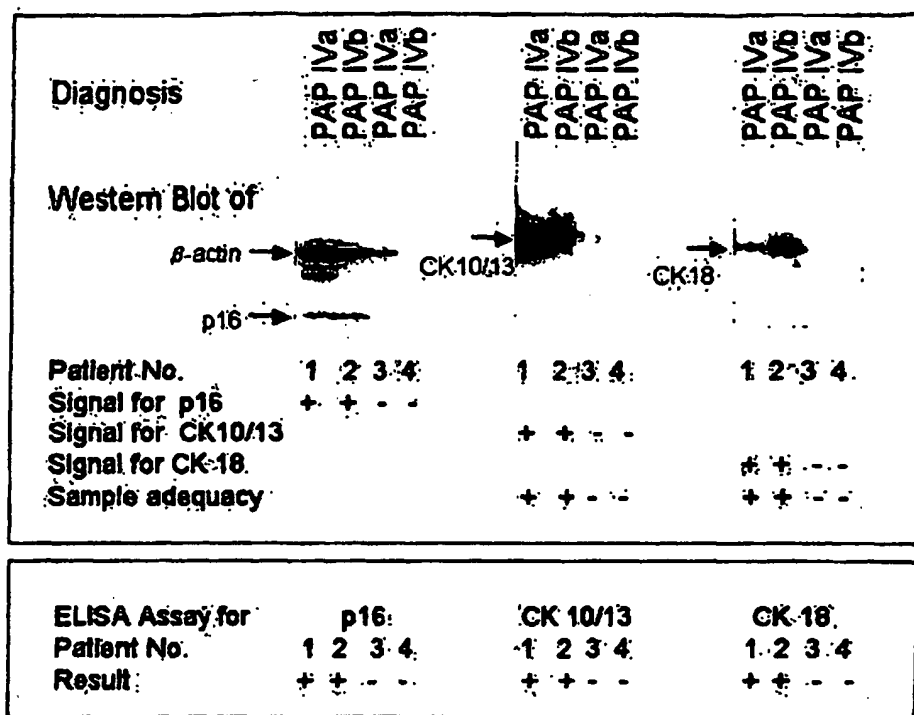 PAP IVa PAP IVb PAP IVa PAP IVb PAP IVa PAP IVb PAP IVa PAP IVb PAP IVa PAP IVb PAP IVa PAP IVb
Diagnosis
Western Blot of
β-actin
CK10/13
CK18
p16
Patient No. 1 2 3 4 1 2 3 4 1 2 3 4
Signal for p16 + + - -
Signal for CK10/13 + + - -
Signal for CK-18 + + - -
Sample adequacy + + - - + + - -
ELISA Assay for p16 CK 10/13 CK-18
Patient No. 1 2 3 4 1 2 3 4 1 2 3 4
Result + + - - + + - - + + - -